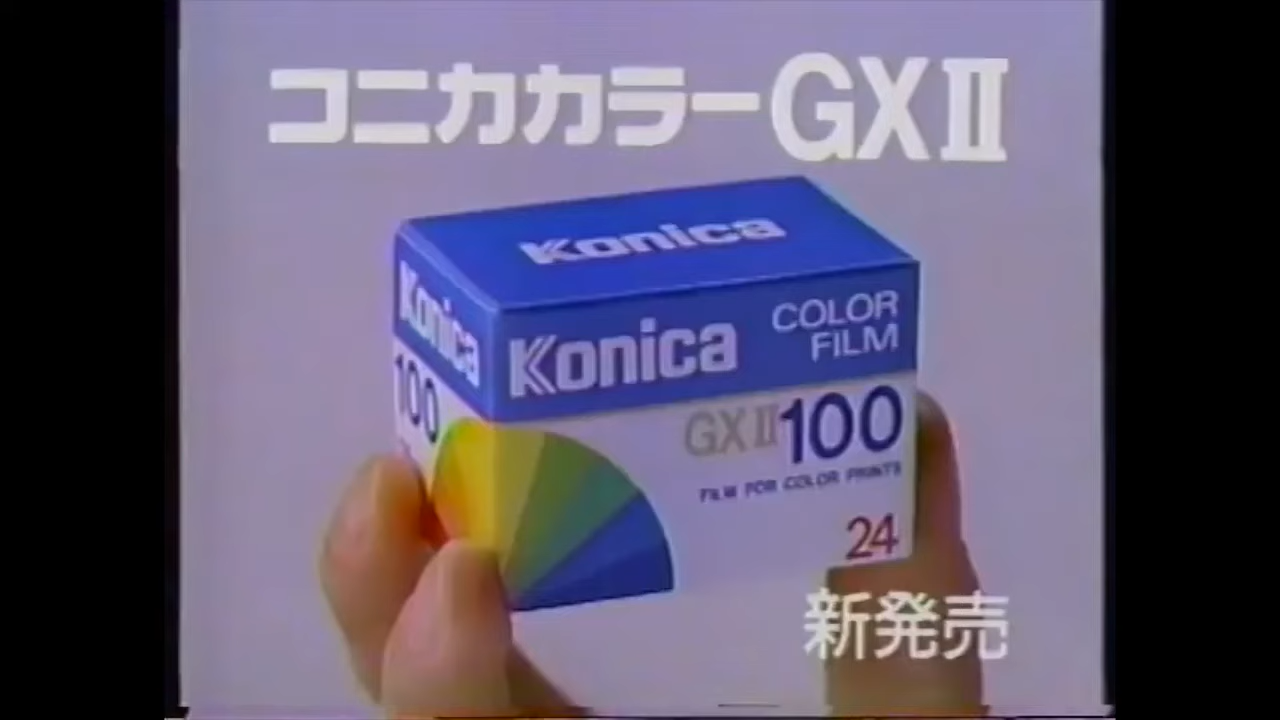 コニカカラーGXⅡ
Konica
Konica
100
Konica
COLOR
FILM
GXⅡ100
FILM FOR COLOR PRINTS
24
新発売